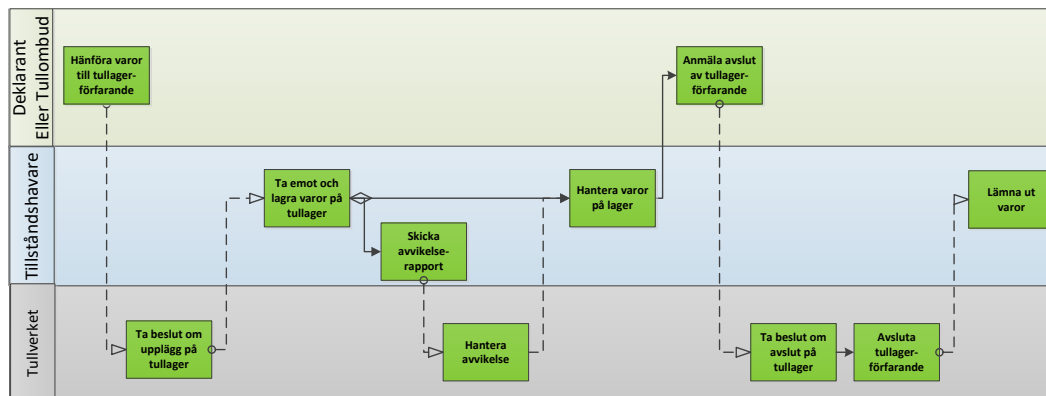 Deklarant
Eller Tullombud
Hänföra varor
till tullager-
förfarande
Anmäla avslut
av tullager-
förfarande
Tillståndshavare
Ta emot och
lagra varor på
tullager
Skicka
avvikelse-
rapport
Hantera varor
på lager
Lämna ut
varor
Tullverket
Ta beslut om
upplägg på
tullager
Hantera
avvikelse
Ta beslut om
avslut på
tullager
Avsluta
tullager-
förfarande